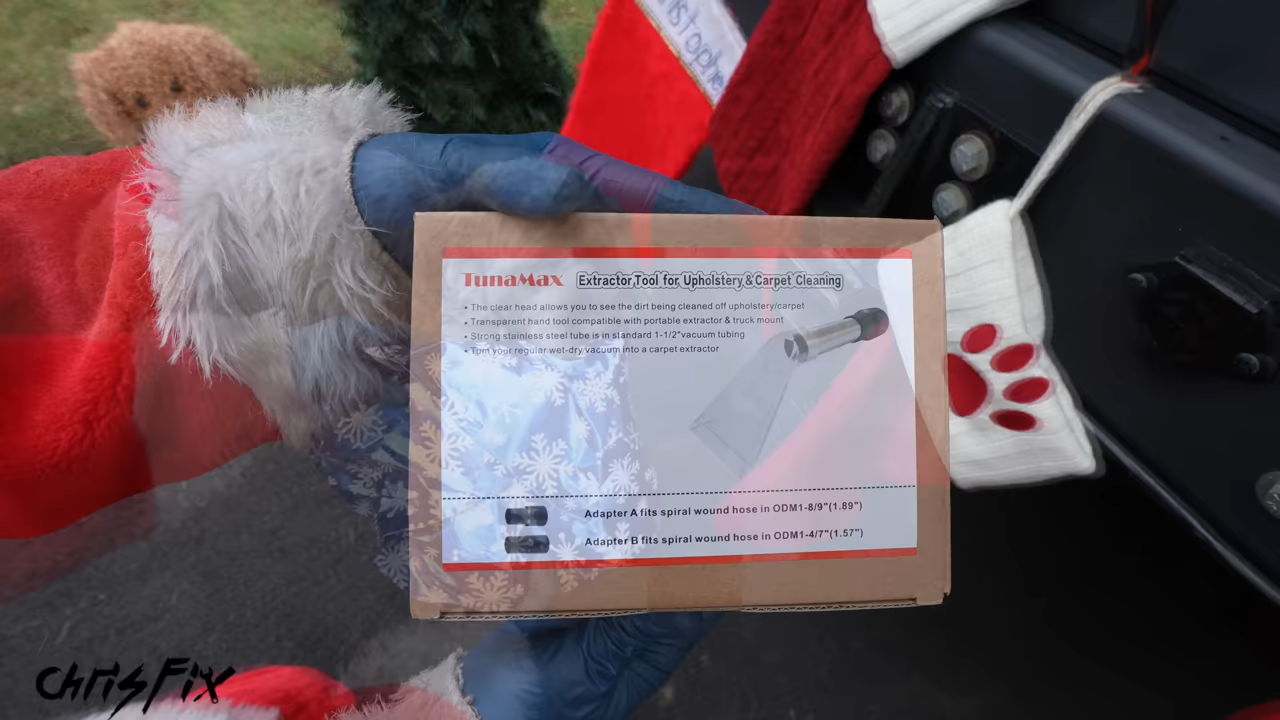 TunaMax Extractor Tool for Upholstery & Carpet Cleaning
• The clear head allows you to see the dirt being cleaned off upholstery/carpet
• Transparent hand tool compatible with portable extractor & truck mount
• Strong stainless steel tube is in standard 1-1/2"vacuum tubing
• Turn your regular wet-dry vacuum into a carpet extractor
Adapter A fits spiral wound hose in ODM1-8/9"(1.89")
Adapter B fits spiral wound hose in ODM1-4/7"(1.57")
ChrisFix